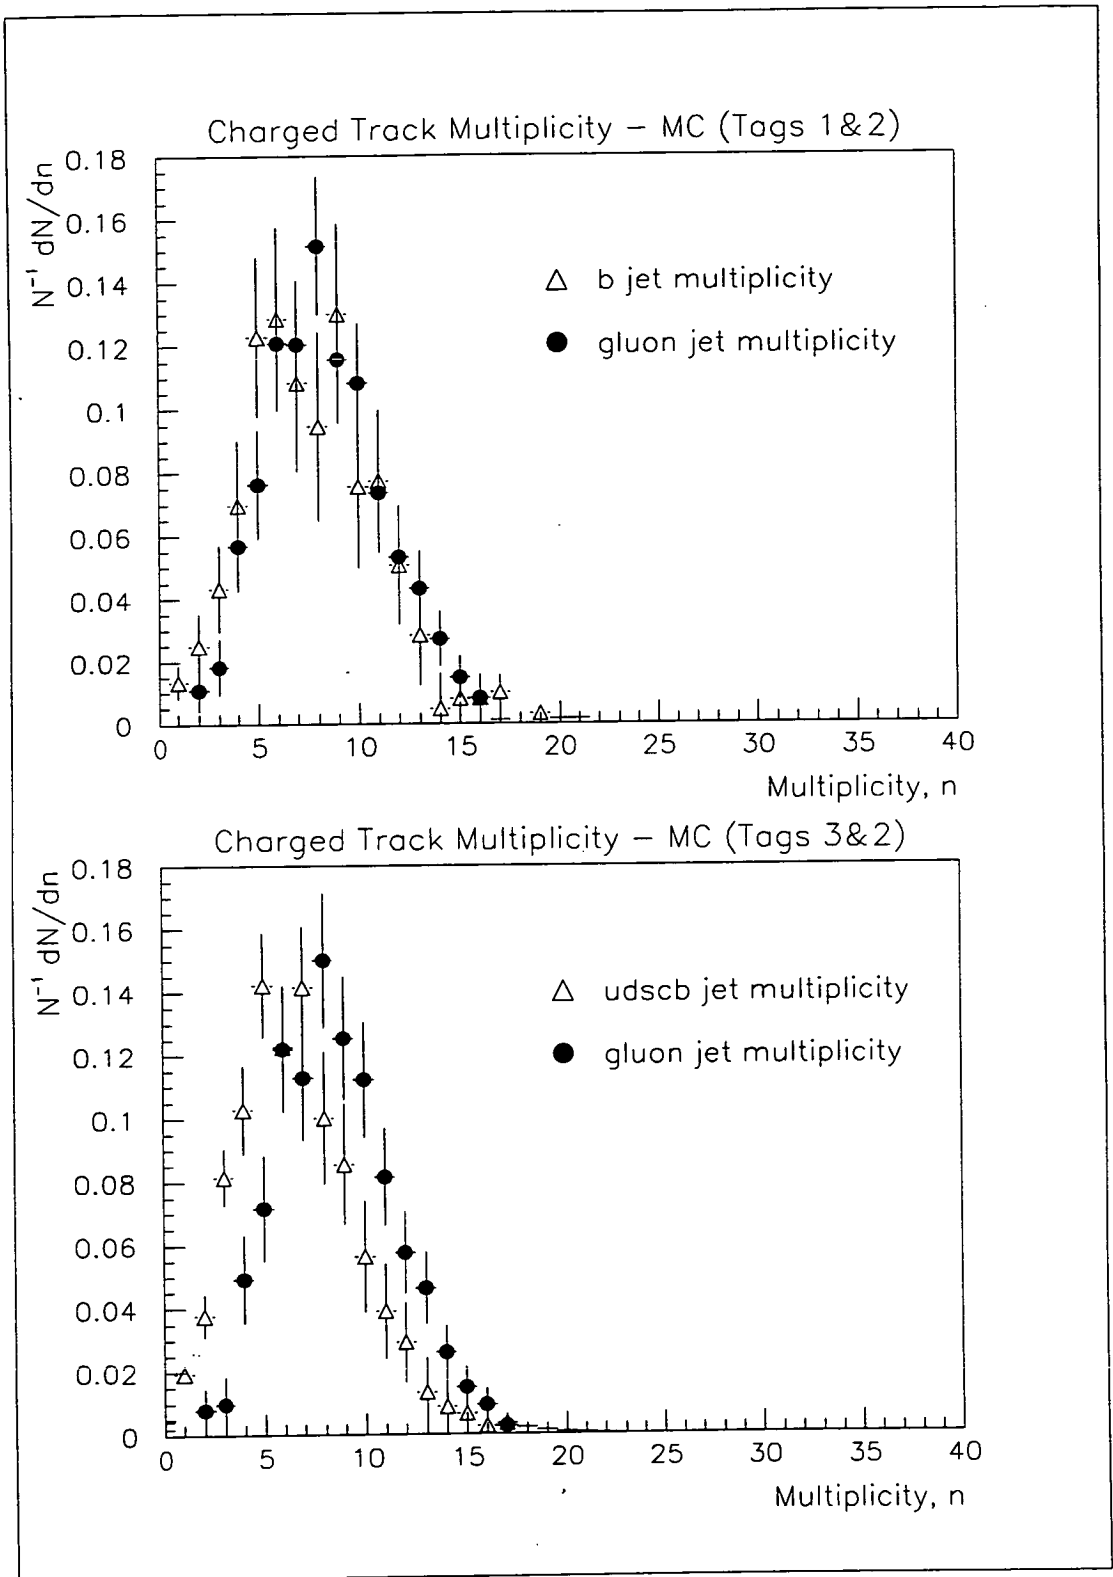 Charged Track Multiplicity – MC (Tags 1&2)
N⁻¹ dN/dn
0.18
0.16
0.14
0.12
0.1
0.08
0.06
0.04
0.02
0
△ b jet multiplicity
● gluon jet multiplicity
0 5 10 15 20 25 30 35 40
Multiplicity, n
Charged Track Multiplicity – MC (Tags 3&2)
N⁻¹ dN/dn
0.18
0.16
0.14
0.12
0.1
0.08
0.06
0.04
0.02
0
△ udscb jet multiplicity
● gluon jet multiplicity
0 5 10 15 20 25 30 35 40
Multiplicity, n